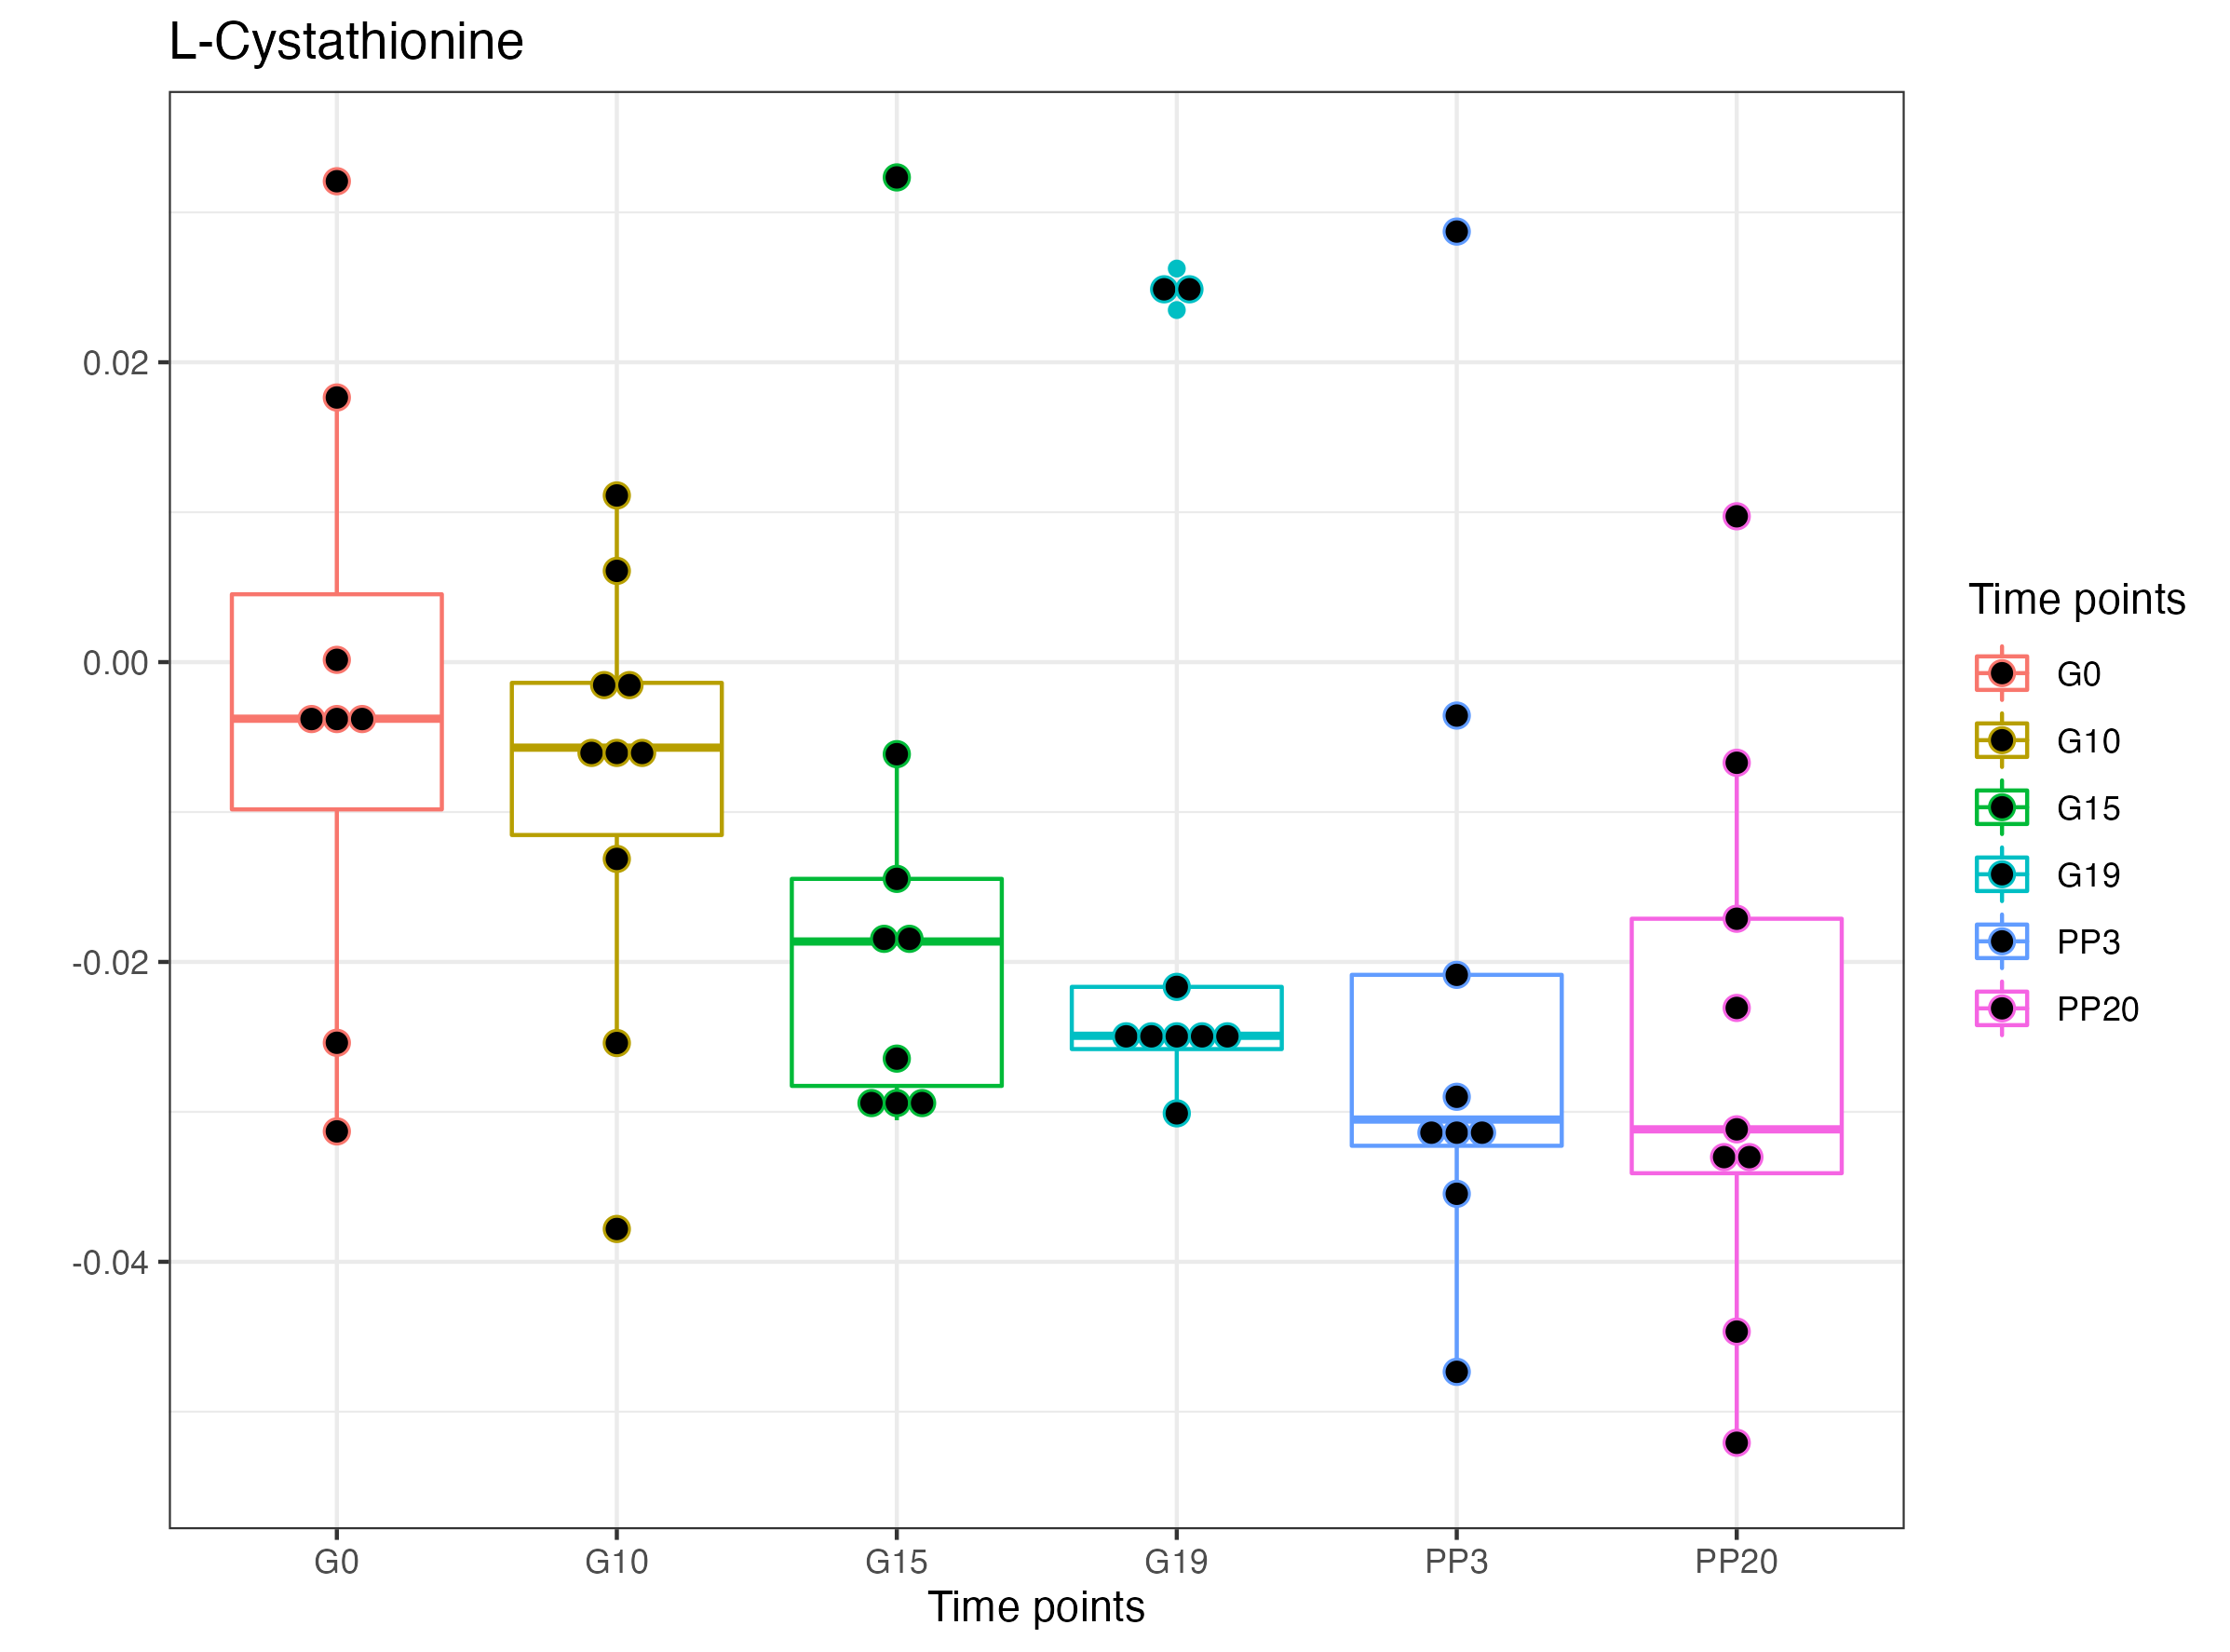 L-Cystathionine
0.02
0.00
-0.02
-0.04
G0
G10
G15
G19
PP3
PP20
Time points
Time points
G0
G10
G15
G19
PP3
PP20